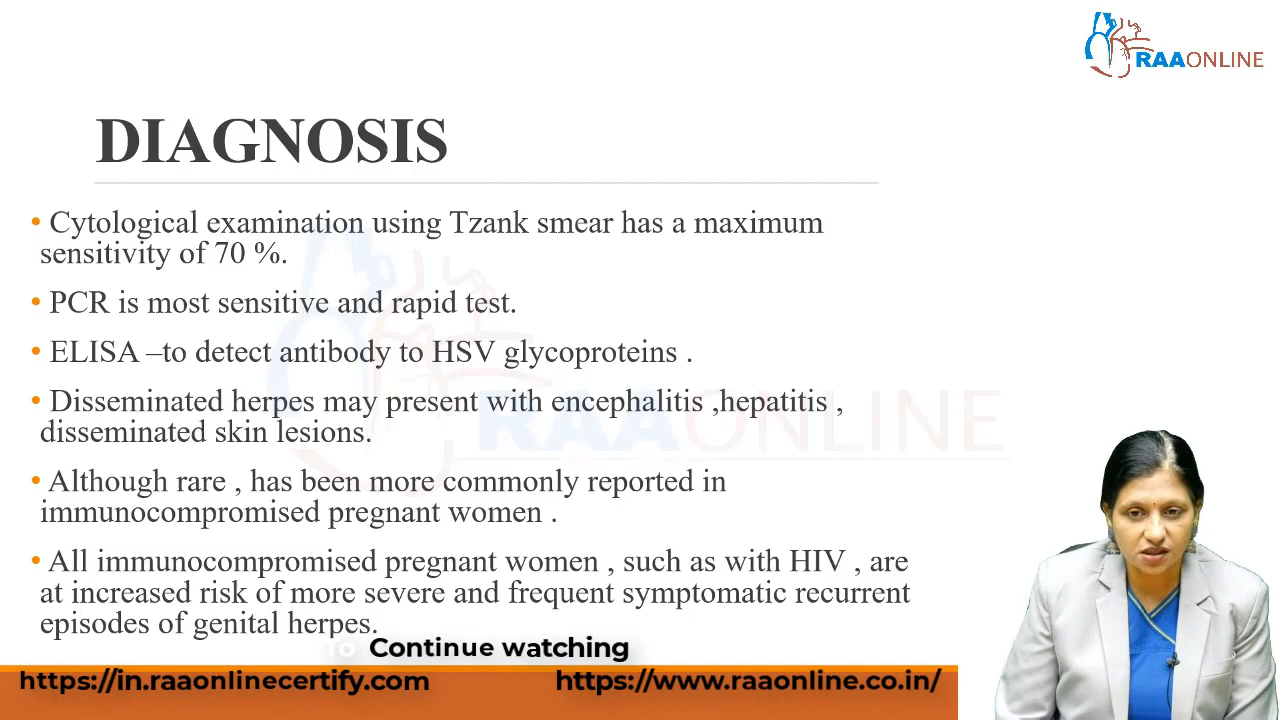 RAAONLINE
DIAGNOSIS
• Cytological examination using Tzank smear has a maximum
sensitivity of 70 %.
• PCR is most sensitive and rapid test.
• ELISA –to detect antibody to HSV glycoproteins .
• Disseminated herpes may present with encephalitis ,hepatitis ,
disseminated skin lesions.
• Although rare , has been more commonly reported in
immunocompromised pregnant women .
• All immunocompromised pregnant women , such as with HIV , are
at increased risk of more severe and frequent symptomatic recurrent
episodes of genital herpes.
RAAONLINE
To Continue watching
https://in.raaonlinecertify.com https://www.raaonline.co.in/